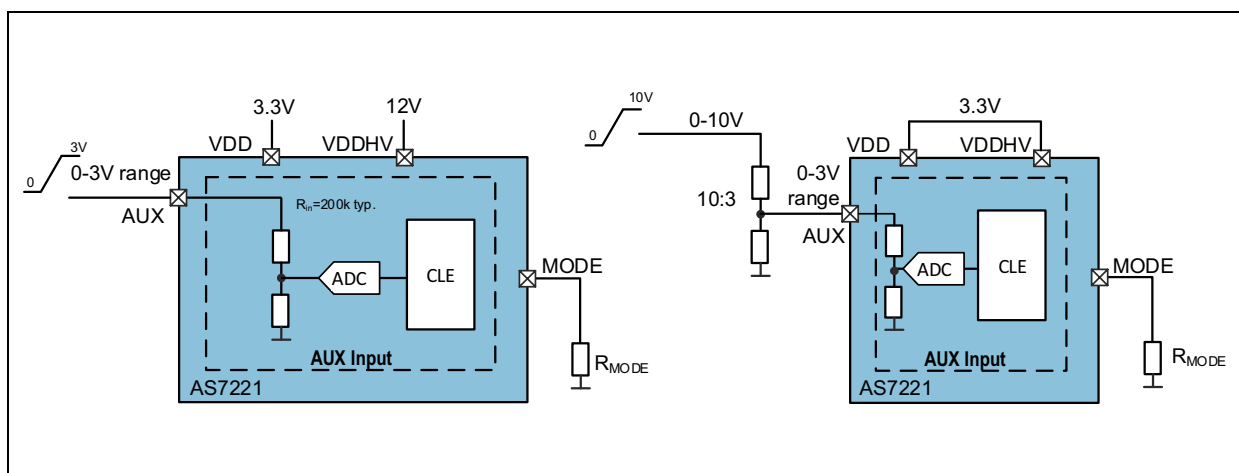 3.3V
12V
3V
0
VDD
VDDHV
0-3V range
AUX
Rin=200k typ.
ADC
CLE
MODE
AUX Input
RMODE
AS7221
10V
0
0-10V
3.3V
VDD
VDDHV
0-3V
range
10:3
AUX
ADC
CLE
MODE
AUX Input
RMODE
AS7221